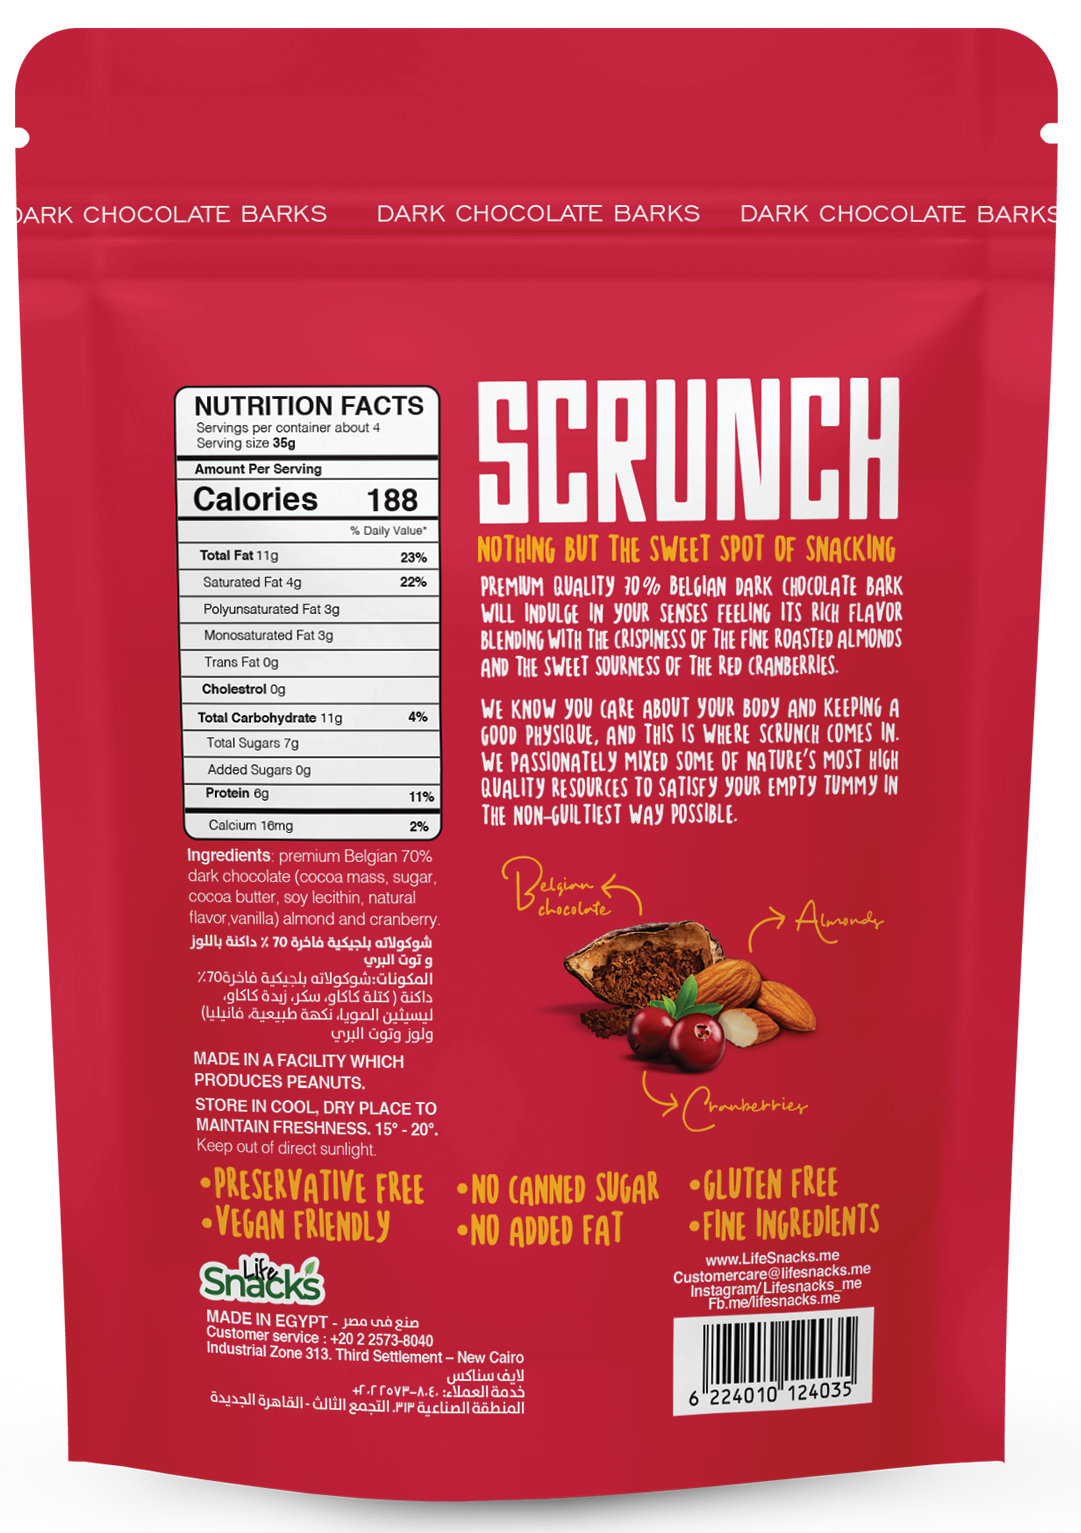 DARK CHOCOLATE BARKS DARK CHOCOLATE BARKS DARK CHOCOLATE BARKS
NUTRITION FACTS
Servings per container about 4
Serving size 35g
Amount Per Serving
Calories 188
% Daily Value*
Total Fat 11g 23%
Saturated Fat 4g 22%
Polyunsaturated Fat 3g
Monosaturated Fat 3g
Trans Fat 0g
Cholestrol 0g
Total Carbohydrate 11g 4%
Total Sugars 7g
Added Sugars 0g
Protein 6g 11%
Calcium 16mg 2%
Ingredients: premium Belgian 70%
dark chocolate (cocoa mass, sugar,
cocoa butter, soy lecithin, natural
flavor,vanilla) almond and cranberry.
شوكولاته بلجيكية فاخرة 70 % داكنة باللوز
و توت البري
المكونات:شوكولاته بلجيكية فاخرة70%
داكنة ( كتلة كاكاو، سكر، زبدة كاكاو،
ليسيثين الصويا، نكهة طبيعية، فانيليا)
ولوز وتوت البري
MADE IN A FACILITY WHICH
PRODUCES PEANUTS.
STORE IN COOL, DRY PLACE TO
MAINTAIN FRESHNESS. 15° - 20°.
Keep out of direct sunlight.
SCRUNCH
NOTHING BUT THE SWEET SPOT OF SNACKING
PREMIUM QUALITY 70% BELGIAN DARK CHOCOLATE BARK
WILL INDULGE IN YOUR SENSES FEELING ITS RICH FLAVOR
BLENDING WITH THE CRISPINESS OF THE FINE ROASTED ALMONDS
AND THE SWEET SOURNESS OF THE RED CRANBERRIES.
WE KNOW YOU CARE ABOUT YOUR BODY AND KEEPING A
GOOD PHYSIQUE, AND THIS IS WHERE SCRUNCH COMES IN.
WE PASSIONATELY MIXED SOME OF NATURE'S MOST HIGH
QUALITY RESOURCES TO SATISFY YOUR EMPTY TUMMY IN
THE NON-GUILTIEST WAY POSSIBLE.
Belgian
chocolate
Almonds
Cranberries
•PRESERVATIVE FREE •NO CANNED SUGAR •GLUTEN FREE
•VEGAN FRIENDLY •NO ADDED FAT •FINE INGREDIENTS
Life
Snacks
MADE IN EGYPT - صنع فى مصر
Customer service : +20 2 2573-8040
Industrial Zone 313. Third Settlement – New Cairo
لايف سناكس
خدمة العملاء: ٨٠٤٠-٢٥٧٣ ٢ ٢٠+
المنطقة الصناعية ٣١٣. التجمع الثالث - القاهرة الجديدة
www.LifeSnacks.me
Customercare@lifesnacks.me
Instagram/Lifesnacks_me
Fb.me/lifesnacks.me
6 224010 124035